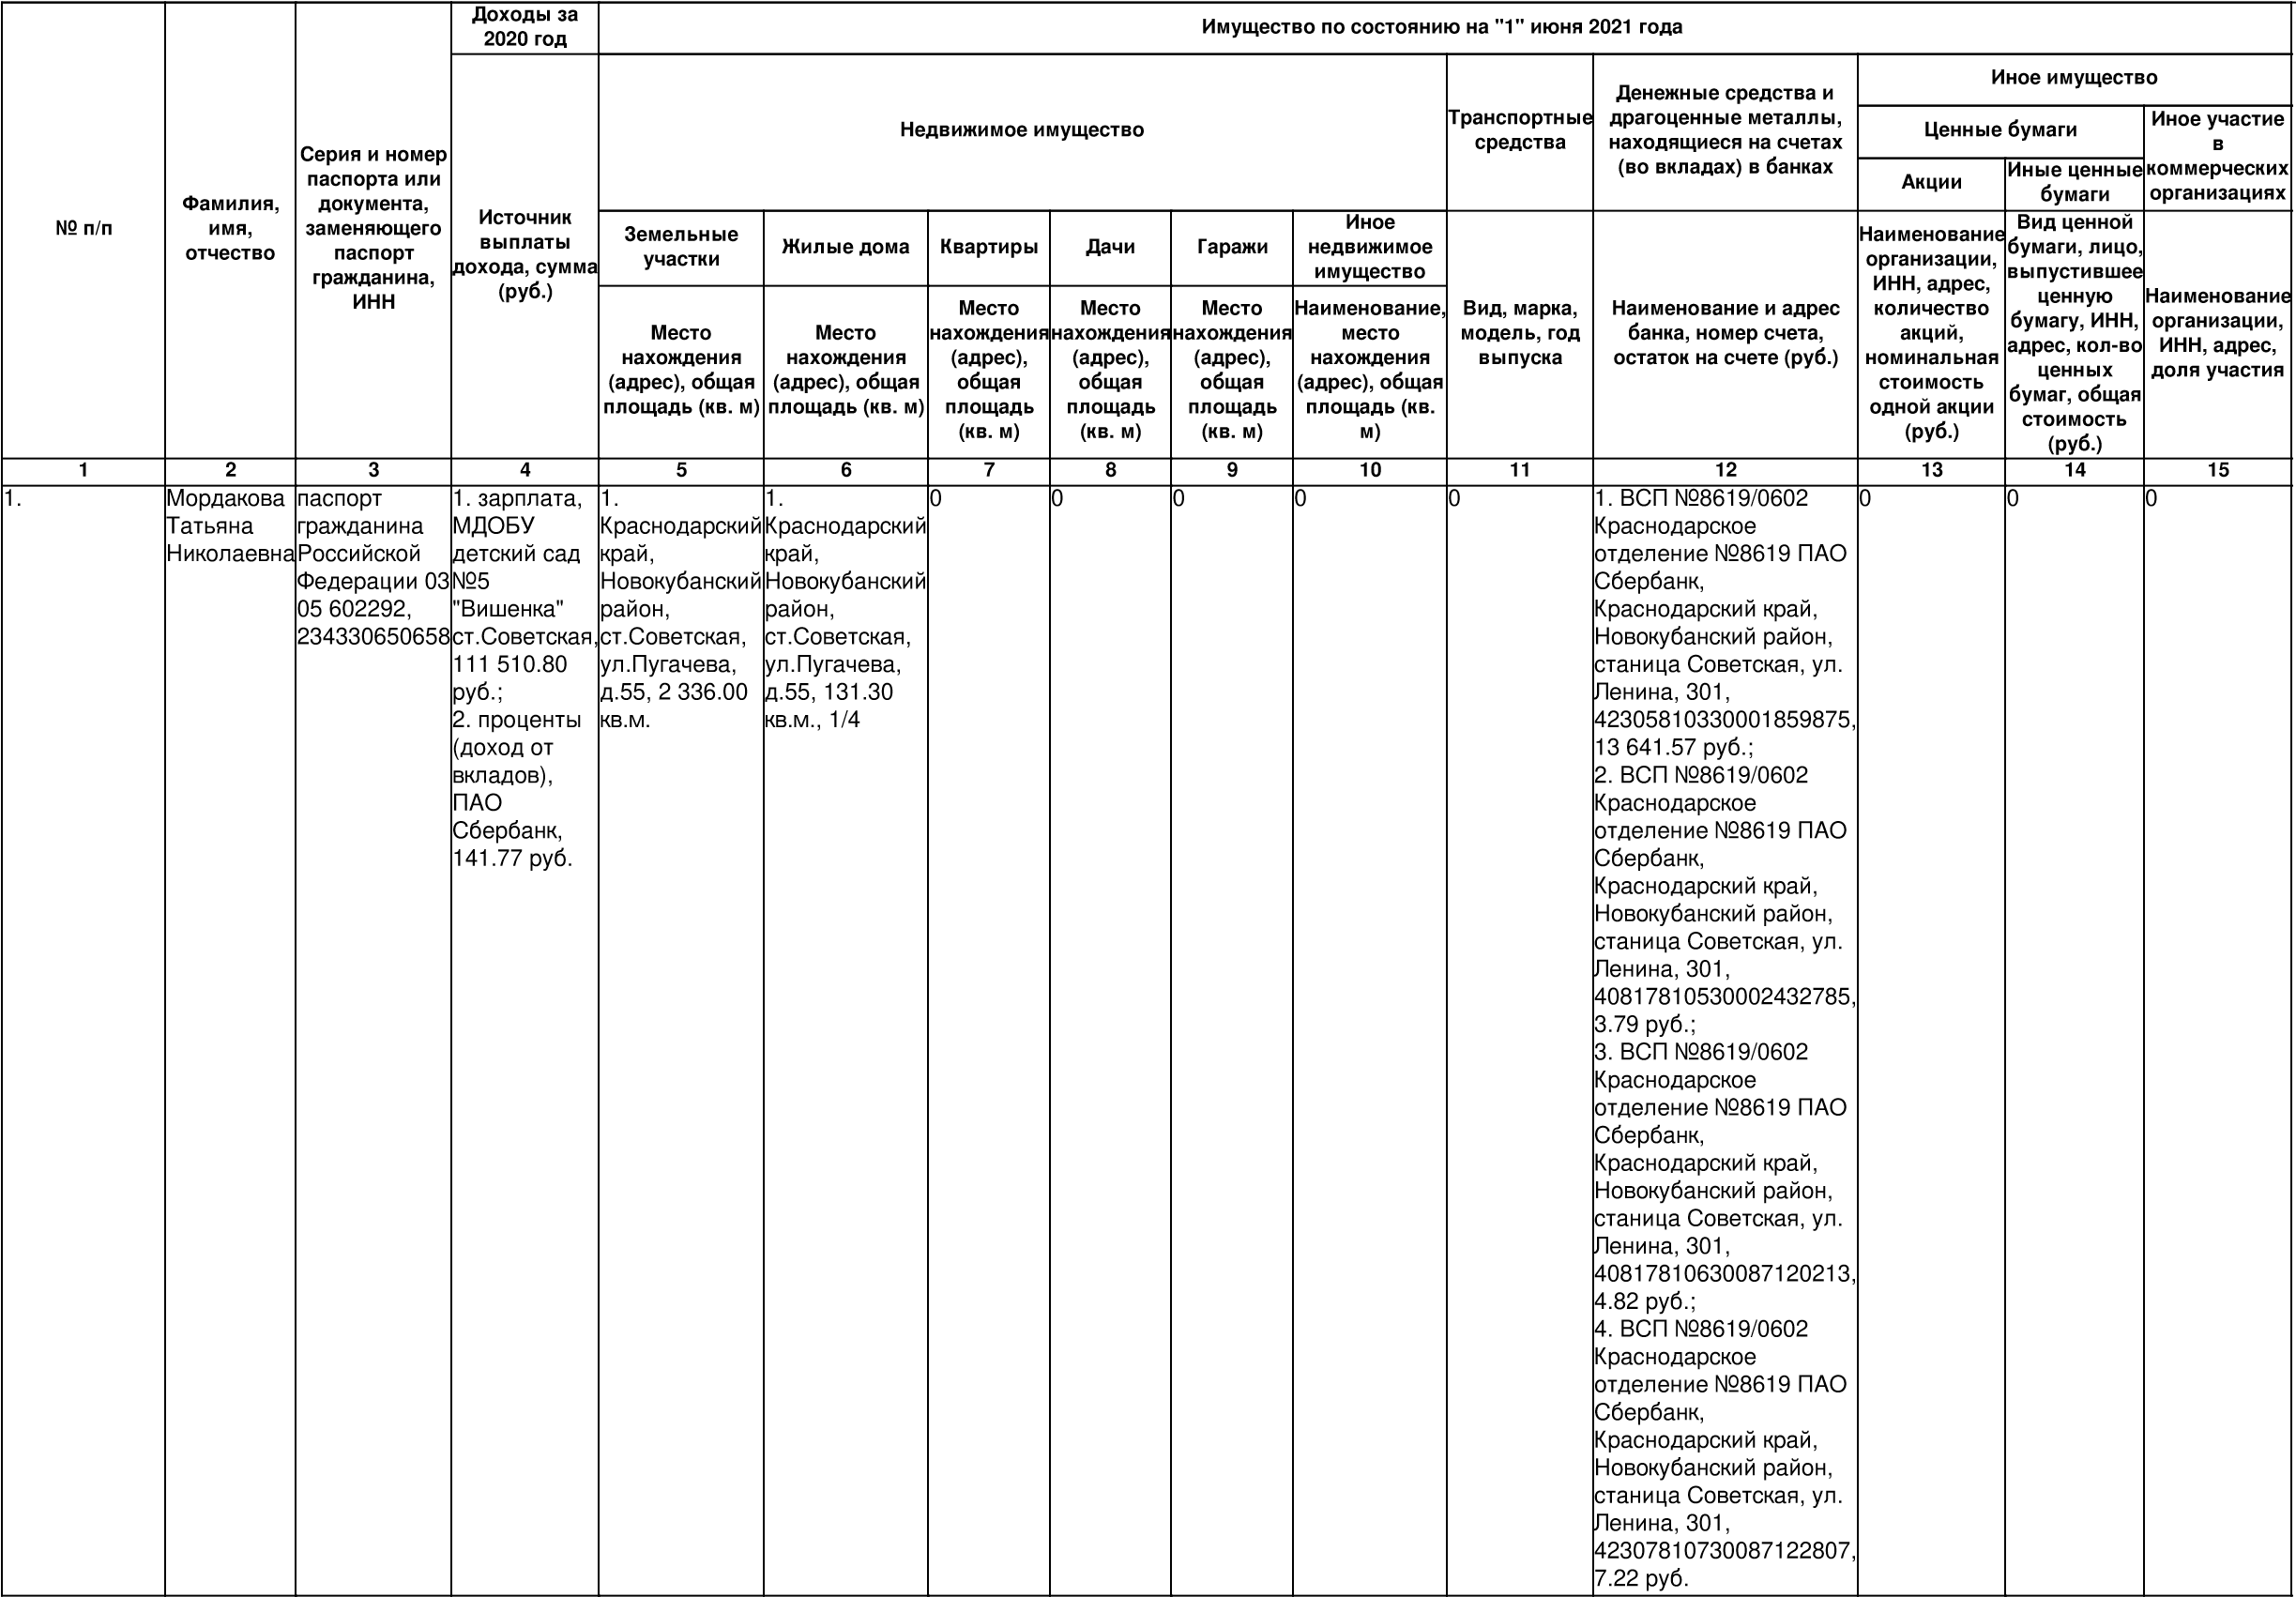 Доходы за
2020 год
Имущество по состоянию на "1" июня 2021 года
№ п/п
Фамилия,
имя,
отчество
Серия и номер
паспорта или
документа,
заменяющего
паспорт
гражданина,
ИНН
Источник
выплаты
дохода, сумма
(руб.)
Недвижимое имущество
Транспортные
средства
Денежные средства и
драгоценные металлы,
находящиеся на счетах
(во вкладах) в банках
Иное имущество
Ценные бумаги
Иное участие
в
коммерческих
организациях
Акции
Иные ценные
бумаги
Земельные
участки
Жилые дома
Квартиры
Дачи
Гаражи
Иное
недвижимое
имущество
Место
нахождения
(адрес), общая
площадь (кв. м)
Место
нахождения
(адрес), общая
площадь (кв. м)
Место
нахождения
(адрес),
общая
площадь
(кв. м)
Место
нахождения
(адрес),
общая
площадь
(кв. м)
Место
нахождения
(адрес),
общая
площадь
(кв. м)
Наименование,
место
нахождения
(адрес), общая
площадь (кв.
м)
Вид, марка,
модель, год
выпуска
Наименование и адрес
банка, номер счета,
остаток на счете (руб.)
Наименование
организации,
ИНН, адрес,
количество
акций,
номинальная
стоимость
одной акции
(руб.)
Вид ценной
бумаги, лицо,
выпустившее
ценную
бумагу, ИНН,
адрес, кол-во
ценных
бумаг, общая
стоимость
(руб.)
Наименование
организации,
ИНН, адрес,
доля участия
1 2 3 4 5 6 7 8 9 10 11 12 13 14 15
1.
Мордакова
Татьяна
Николаевна
паспорт
гражданина
Российской
Федерации 03
05 602292,
234330650658
1. зарплата,
МДОБУ
детский сад
№5
"Вишенка"
ст.Советская,
111 510.80
руб.;
2. проценты
(доход от
вкладов),
ПАО
Сбербанк,
141.77 руб.
1.
Краснодарский
край,
Новокубанский
район,
ст.Советская,
ул.Пугачева,
д.55, 2 336.00
кв.м.
1.
Краснодарский
край,
Новокубанский
район,
ст.Советская,
ул.Пугачева,
д.55, 131.30
кв.м., 1/4
0
0
0
0
0
1. ВСП №8619/0602
Краснодарское
отделение №8619 ПАО
Сбербанк,
Краснодарский край,
Новокубанский район,
станица Советская, ул.
Ленина, 301,
42305810330001859875,
13 641.57 руб.;
2. ВСП №8619/0602
Краснодарское
отделение №8619 ПАО
Сбербанк,
Краснодарский край,
Новокубанский район,
станица Советская, ул.
Ленина, 301,
40817810530002432785,
3.79 руб.;
3. ВСП №8619/0602
Краснодарское
отделение №8619 ПАО
Сбербанк,
Краснодарский край,
Новокубанский район,
станица Советская, ул.
Ленина, 301,
40817810630087120213,
4.82 руб.;
4. ВСП №8619/0602
Краснодарское
отделение №8619 ПАО
Сбербанк,
Краснодарский край,
Новокубанский район,
станица Советская, ул.
Ленина, 301,
42307810730087122807,
7.22 руб.
0
0
0